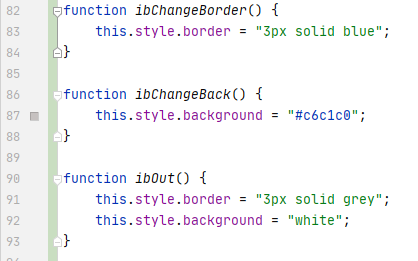 82 function ibChangeBorder() {
83 this.style.border = "3px solid blue";
84 }
85
86 function ibChangeBack() {
87 this.style.background = "#c6c1c0";
88 }
89
90 function ibOut() {
91 this.style.border = "3px solid grey";
92 this.style.background = "white";
93 }